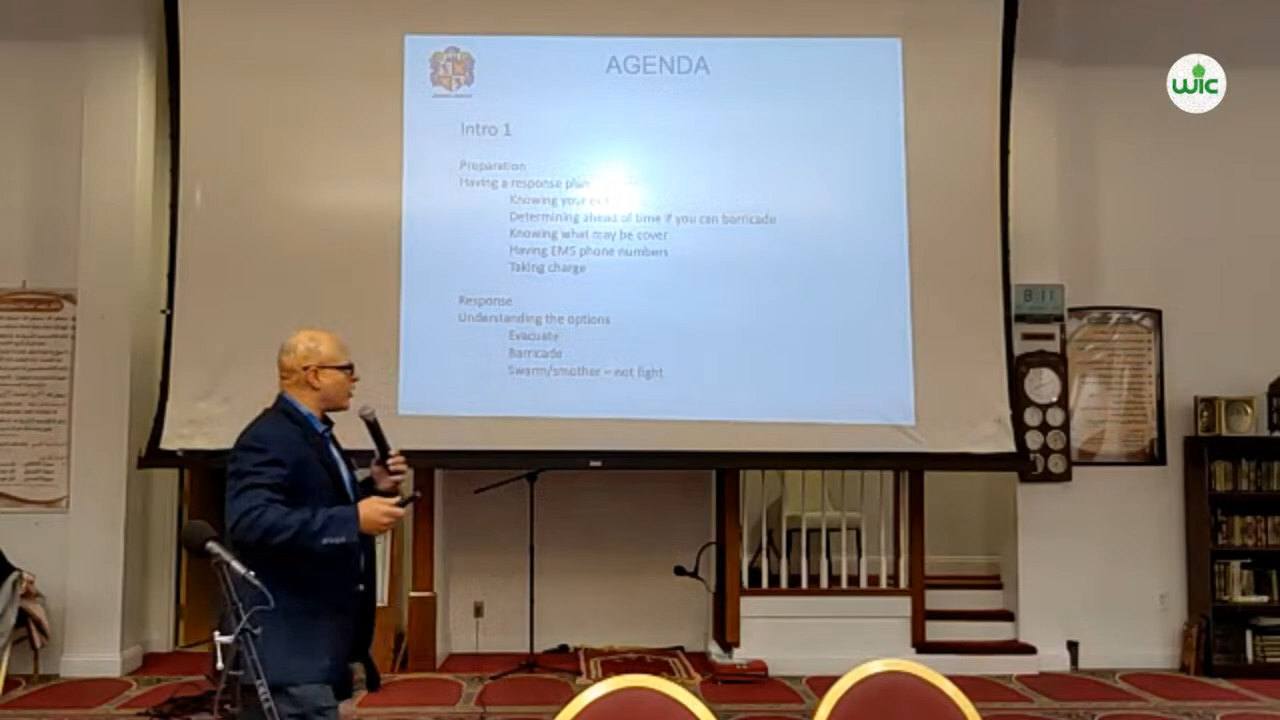 AGENDA
WIC
Intro 1
Preparation
Having a response plan
Knowing your
Determining ahead of time if you can barricade
Knowing what may be cover
Having EMS phone numbers
Taking charge
8:11
Response
Understanding the options
Evacuate
Barricade
Swarm/smother – not fight